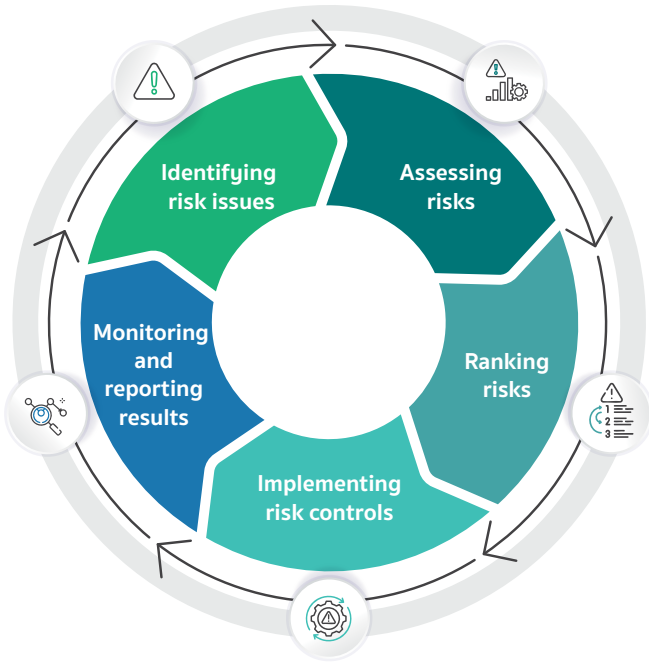 Identifying
risk issues
Assessing
risks
Ranking
risks
1
2
3
Implementing
risk controls
Monitoring
and
reporting
results